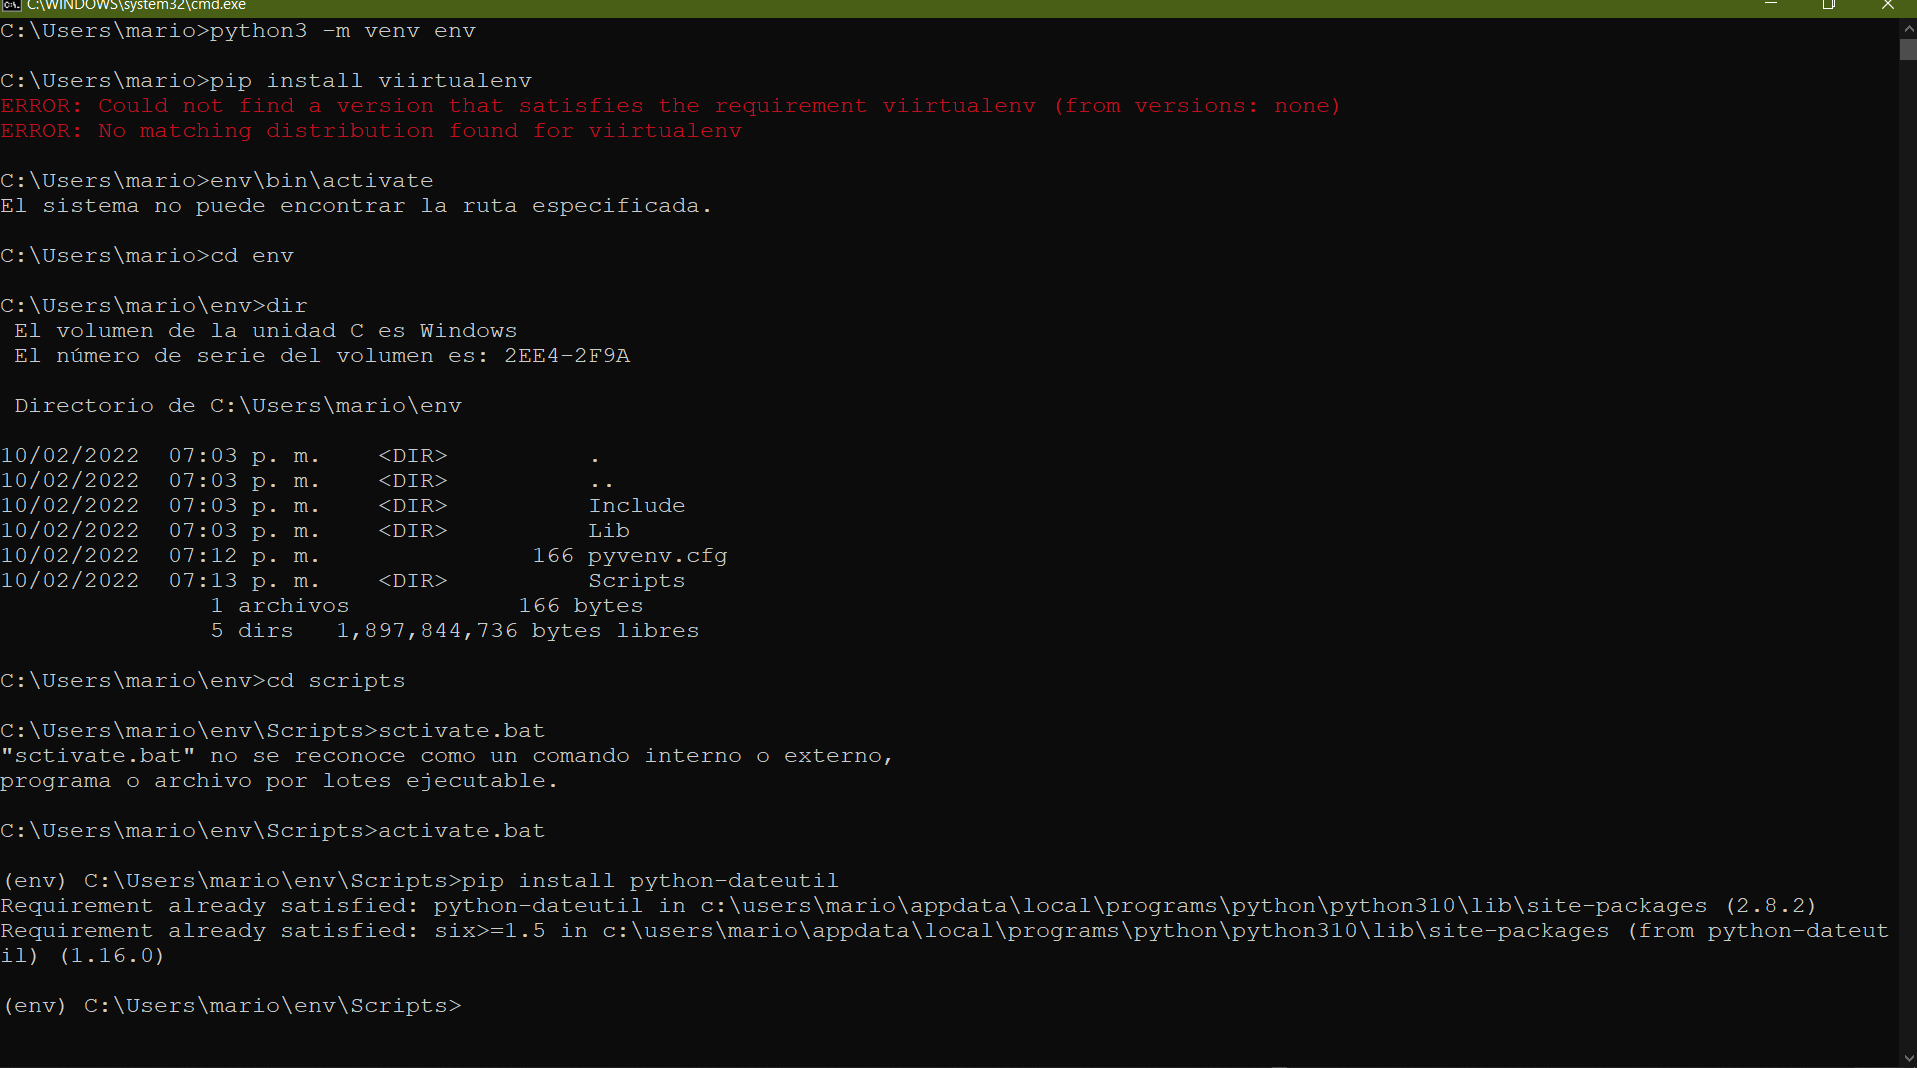 C:\WINDOWS\system32\cmd.exe
C:\Users\mario>python3 -m venv env
C:\Users\mario>pip install viirtualenv
ERROR: Could not find a version that satisfies the requirement viirtualenv (from versions: none)
ERROR: No matching distribution found for viirtualenv
C:\Users\mario>env\bin\activate
El sistema no puede encontrar la ruta especificada.
C:\Users\mario>cd env
C:\Users\mario\env>dir
El volumen de la unidad C es Windows
El número de serie del volumen es: 2EE4-2F9A
Directorio de C:\Users\mario\env
10/02/2022  07:03 p. m.    <DIR>          .
10/02/2022  07:03 p. m.    <DIR>          ..
10/02/2022  07:03 p. m.    <DIR>          Include
10/02/2022  07:03 p. m.    <DIR>          Lib
10/02/2022  07:12 p. m.               166 pyvenv.cfg
10/02/2022  07:13 p. m.    <DIR>          Scripts
1 archivos            166 bytes
5 dirs   1,897,844,736 bytes libres
C:\Users\mario\env>cd scripts
C:\Users\mario\env\Scripts>sctivate.bat
"sctivate.bat" no se reconoce como un comando interno o externo,
programa o archivo por lotes ejecutable.
C:\Users\mario\env\Scripts>activate.bat
(env) C:\Users\mario\env\Scripts>pip install python-dateutil
Requirement already satisfied: python-dateutil in c:\users\mario\appdata\local\programs\python\python310\lib\site-packages (2.8.2)
Requirement already satisfied: six>=1.5 in c:\users\mario\appdata\local\programs\python\python310\lib\site-packages (from python-dateut
il) (1.16.0)
(env) C:\Users\mario\env\Scripts>